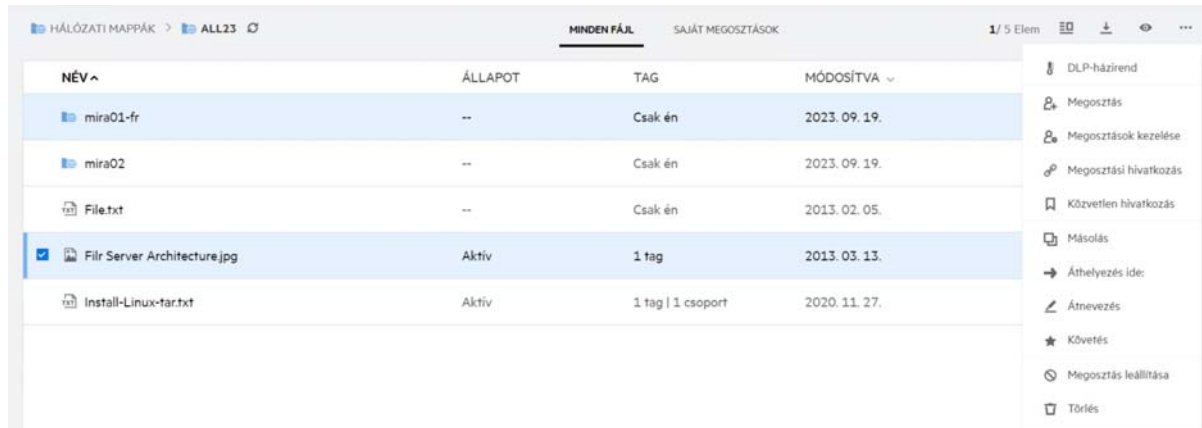 HÁLÓZATI MAPPÁK > ALL23 MINDEN FÁJL SAJÁT MEGOSZTÁSOK 1/ 5 Elem
NÉV ÁLLAPOT TAG MÓDOSÍTVA
mira01-fr -- Csak én 2023. 09. 19.
mira02 -- Csak én 2023. 09. 19.
File.txt -- Csak én 2013. 02. 05.
Filr Server Architecture.jpg Aktív 1 tag 2013. 03. 13.
Install-Linux-tar.txt Aktív 1 tag | 1 csoport 2020. 11. 27.
DLP-házirend
Megosztás
Megosztások kezelése
Megosztási hivatkozás
Közvetlen hivatkozás
Másolás
Áthelyezés ide:
Átnevezés
Követés
Megosztás leállítása
Törlés